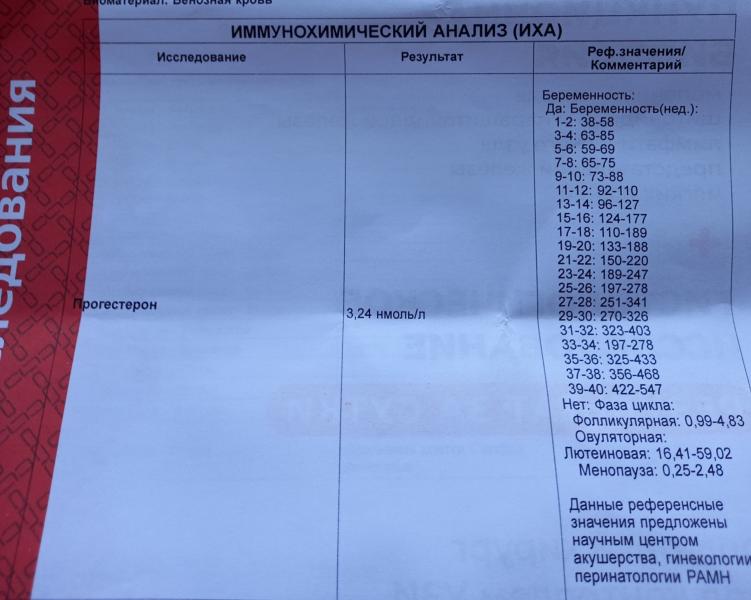 Биоматериал: Венозная кровь
ИММУНОХИМИЧЕСКИЙ АНАЛИЗ (ИХА)
Исследование
Результат
Реф.значения/
Комментарий
Прогестерон
3,24 нмоль/л
Беременность:
Да: Беременность(нед.):
1-2: 38-58
3-4: 63-85
5-6: 59-69
7-8: 65-75
9-10: 73-88
11-12: 92-110
13-14: 96-127
15-16: 124-177
17-18: 110-189
19-20: 133-188
21-22: 150-220
23-24: 189-247
25-26: 197-278
27-28: 251-341
29-30: 270-326
31-32: 323-403
33-34: 197-278
35-36: 325-433
37-38: 356-468
39-40: 422-547
Нет: Фаза цикла:
Фолликулярная: 0,99-4,83
Овуляторная:
Лютеиновая: 16,41-59,02
Менопауза: 0,25-2,48
Данные референсные
значения предложены
научным центром
акушерства, гинекологии
перинатологии РАМН
ледования